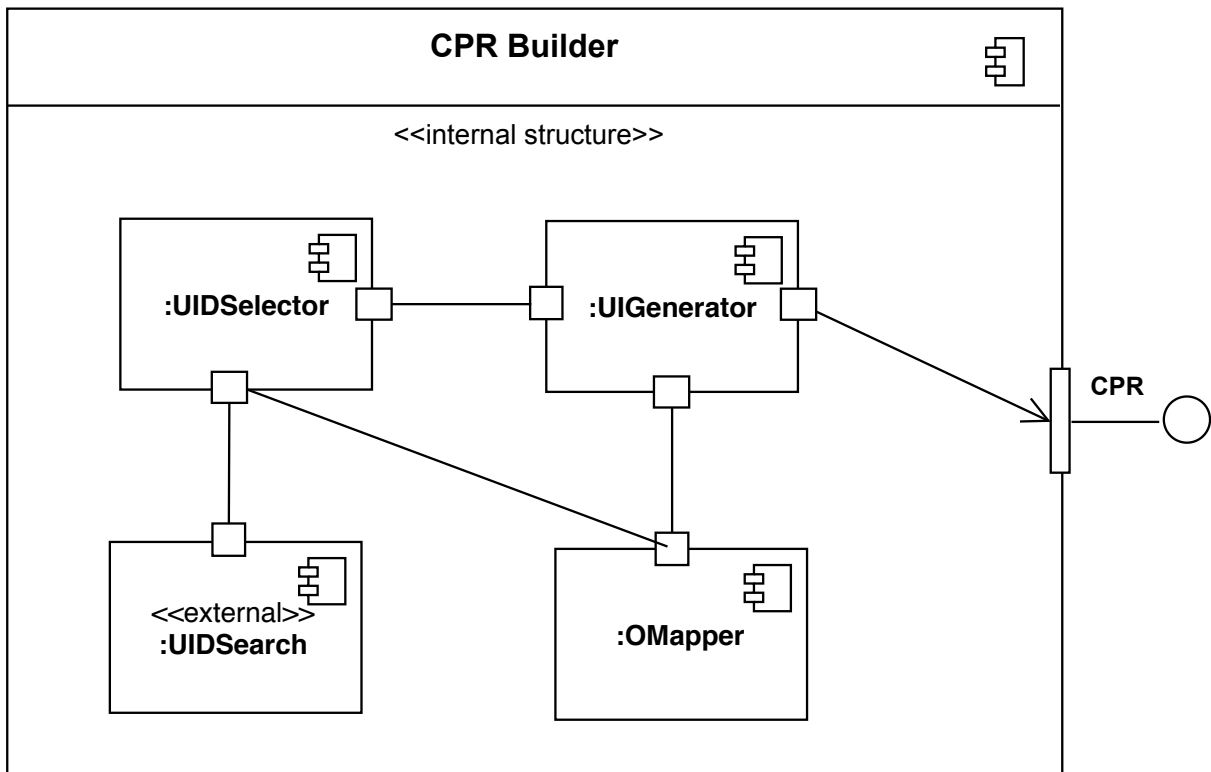 CPR Builder
<<internal structure>>
:UIDSelector
:UIGenerator
CPR
<<external>>
:UIDSearch
:OMapper